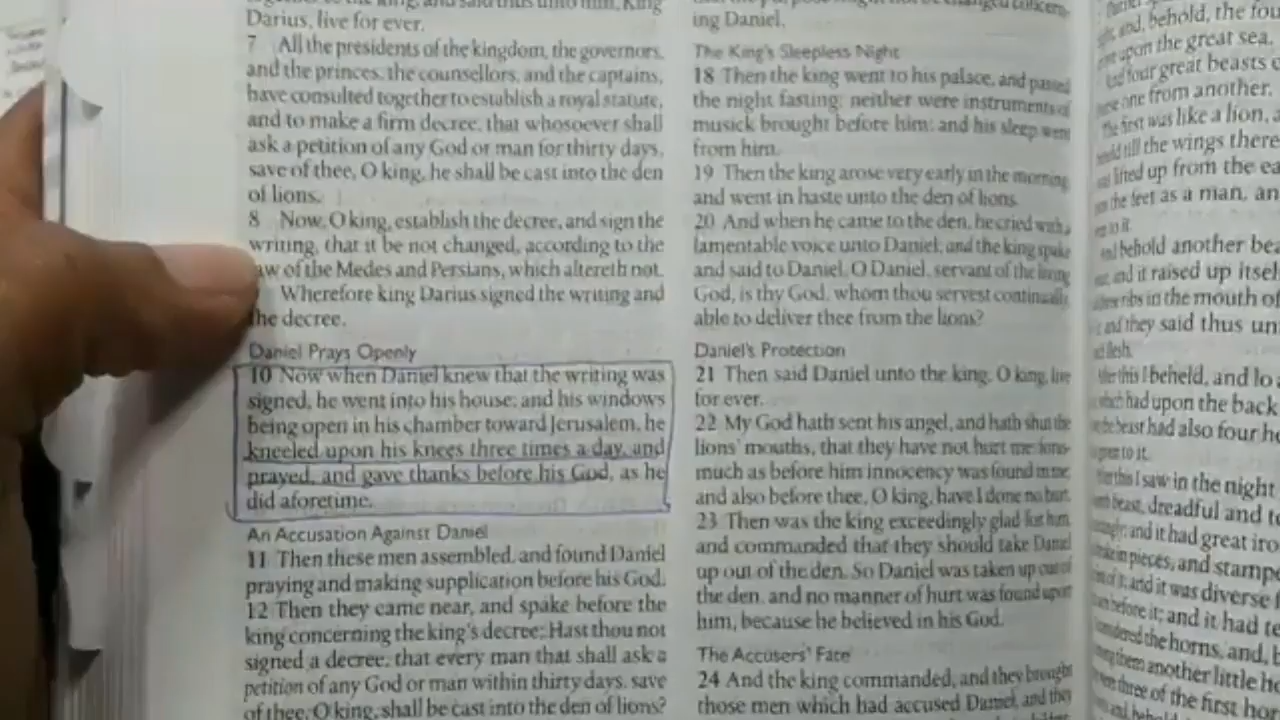 Darius, live for ever.
7 All the presidents of the kingdom, the governors,
and the princes, the counsellors, and the captains,
have consulted together to establish a royal statute,
and to make a firm decree, that whosoever shall
ask a petition of any God or man for thirty days,
save of thee, O king, he shall be cast into the den
of lions.
8 Now, O king, establish the decree, and sign the
writing, that it be not changed, according to the
law of the Medes and Persians, which altereth not.
Wherefore king Darius signed the writing and
the decree.
Daniel Prays Openly
10 Now when Daniel knew that the writing was
signed, he went into his house; and his windows
being open in his chamber toward Jerusalem, he
kneeled upon his knees three times a day, and
prayed, and gave thanks before his God, as he
did aforetime.
An Accusation Against Daniel
11 Then these men assembled, and found Daniel
praying and making supplication before his God.
12 Then they came near, and spake before the
king concerning the king's decree; Hast thou not
signed a decree, that every man that shall ask a
petition of any God or man within thirty days, save
of thee, O king, shall be cast into the den of lions?
ing Daniel.
The King's Sleepless Night
18 Then the king went to his palace, and passed
the night fasting: neither were instruments of
musick brought before him: and his sleep went
from him.
19 Then the king arose very early in the morning,
and went in haste unto the den of lions.
20 And when he came to the den, he cried with a
lamentable voice unto Daniel: and the king spake
and said to Daniel, O Daniel, servant of the living
God, is thy God, whom thou servest continually,
able to deliver thee from the lions?
Daniel's Protection
21 Then said Daniel unto the king, O king, live
for ever.
22 My God hath sent his angel, and hath shut the
lions' mouths, that they have not hurt me: foras-
much as before him innocency was found in me;
and also before thee, O king, have I done no hurt.
23 Then was the king exceedingly glad for him,
and commanded that they should take Daniel
up out of the den. So Daniel was taken up out of
the den, and no manner of hurt was found upon
him, because he believed in his God.
The Accusers' Fate
24 And the king commanded, and they brought
those men which had accused Daniel, and they
behold, the fou
upon the great sea.
four great beasts
one from another.
first was like a lion, a
till the wings there
lifted up from the ea
the feet as a man, an
behold another bea
and it raised up itsel
ribs in the mouth of
and they said thus un
flesh.
this I beheld, and lo a
which had upon the back
the beast had also four he
to it.
this I saw in the night
beast, dreadful and te
and it had great iro
in pieces, and stampe
it: and it was diverse
before it; and it had te
the horns, and, b
them another little ho
three of the first hor